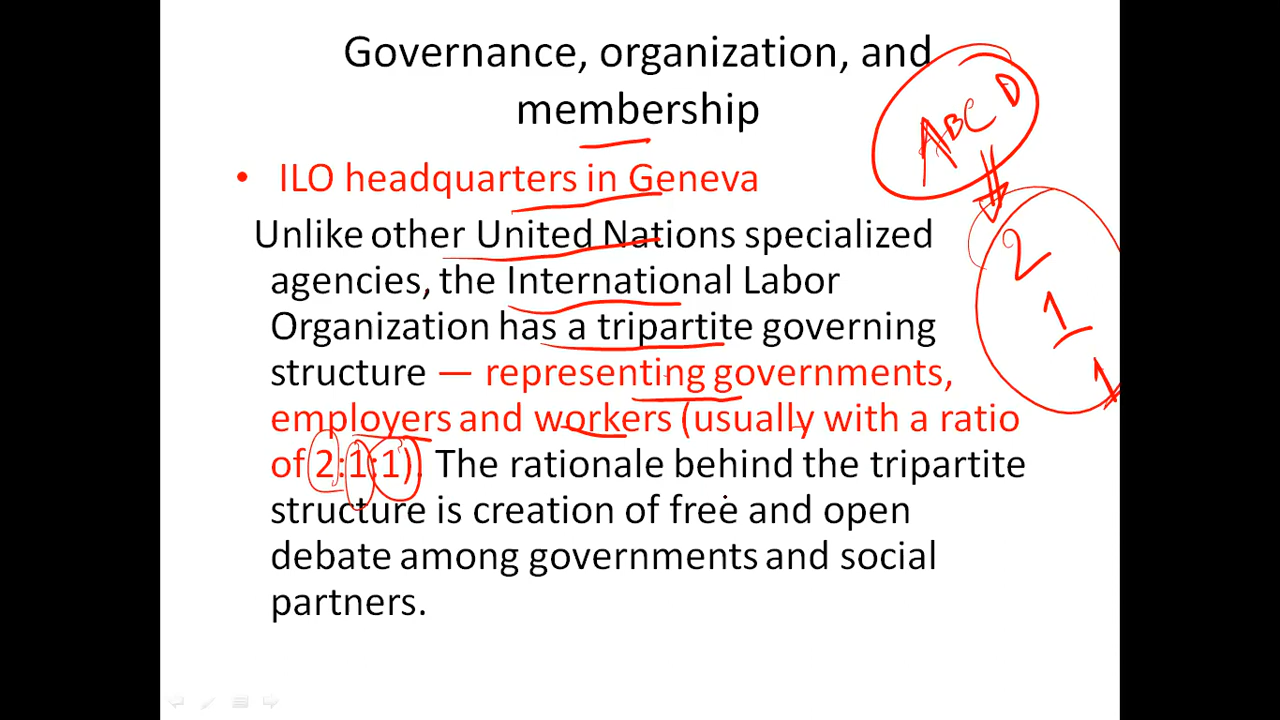 Governance, organization, and
membership
• ILO headquarters in Geneva
Unlike other United Nations specialized
agencies, the International Labor
Organization has a tripartite governing
structure — representing governments,
employers and workers (usually with a ratio
of 2:1:1). The rationale behind the tripartite
structure is creation of free and open
debate among governments and social
partners.
ABC D
2
1
1